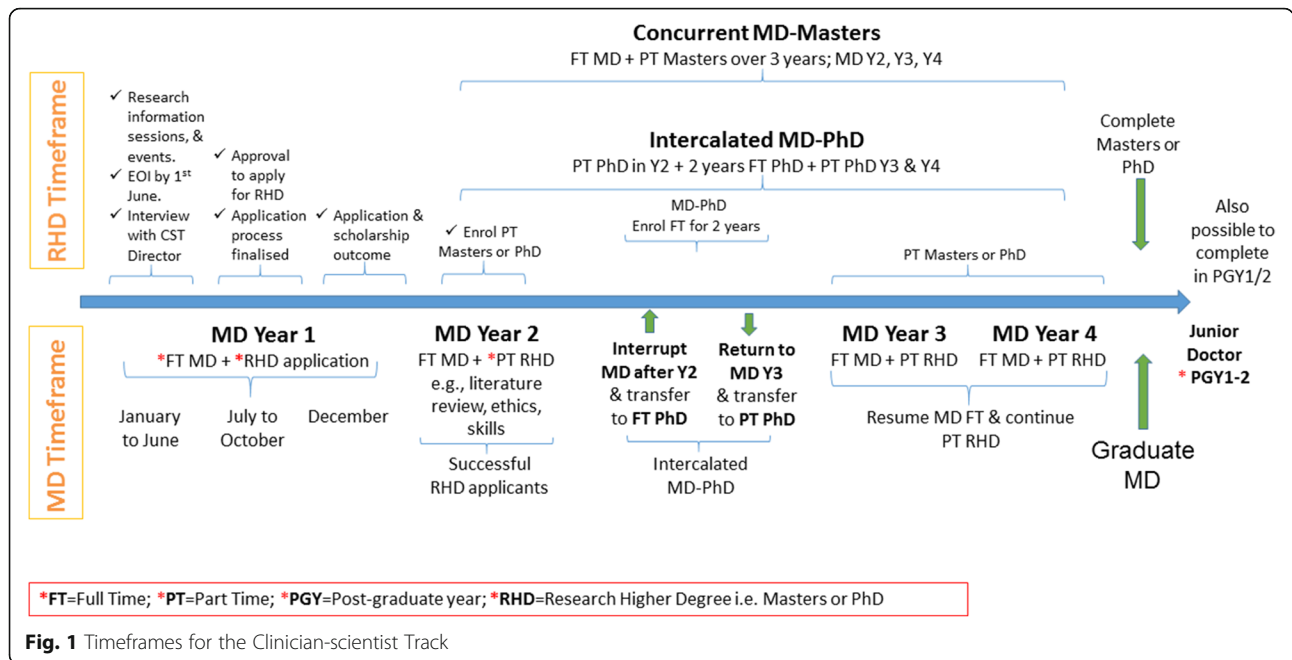 Concurrent MD-Masters
FT MD + PT Masters over 3 years; MD Y2, Y3, Y4
RHD Timeframe
✓ Research
information
sessions, &
events.
✓ EOI by 1st
June.
✓ Interview
with CST
Director
✓ Approval
to apply
for RHD
✓ Application
process
finalised
✓ Application &
scholarship
outcome
Intercalated MD-PhD
PT PhD in Y2 + 2 years FT PhD + PT PhD Y3 & Y4
✓ Enrol PT
Masters or PhD
MD-PhD
Enrol FT for 2 years
PT Masters or PhD
Complete
Masters or
PhD
Also
possible to
complete
in PGY1/2
MD Timeframe
MD Year 1
*FT MD + *RHD application
January
to June
July to
October
December
MD Year 2
FT MD + *PT RHD
e.g., literature
review, ethics,
skills
Successful
RHD applicants
Interrupt
MD after Y2
& transfer
to FT PhD
Return to
MD Y3
& transfer
to PT PhD
Intercalated
MD-PhD
MD Year 3
FT MD + PT RHD
MD Year 4
FT MD + PT RHD
Resume MD FT & continue
PT RHD
Graduate
MD
Junior
Doctor
* PGY1-2
*FT=Full Time; *PT=Part Time; *PGY=Post-graduate year; *RHD=Research Higher Degree i.e. Masters or PhD
Fig. 1 Timeframes for the Clinician-scientist Track